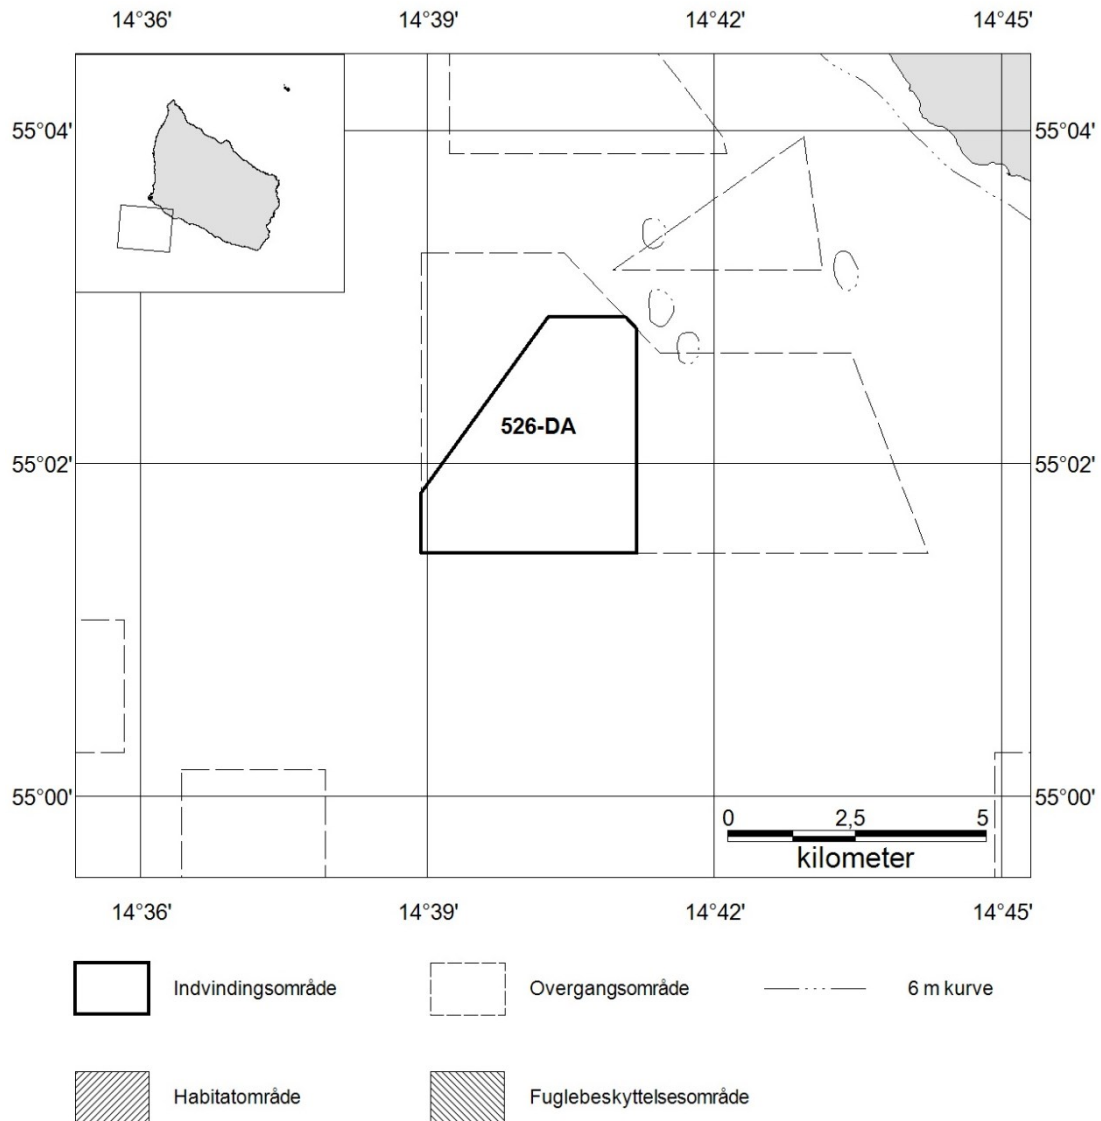 14°36' 14°39' 14°42' 14°45'
55°04' 55°04'
526-DA
55°02' 55°02'
55°00' 55°00'
0 2,5 5
kilometer
14°36' 14°39' 14°42' 14°45'
Indvindingsområde Overgangsområde 6 m kurve
Habitatområde Fuglebeskyttelsesområde